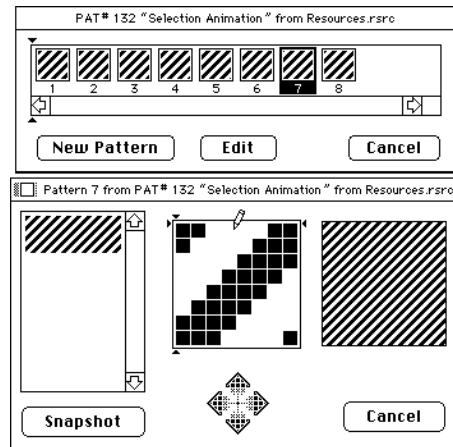 PAT# 132 “Selection Animation” from Resources.rsrc
1 2 3 4 5 6 7 8
New Pattern Edit Cancel
Pattern 7 from PAT# 132 “Selection Animation” from Resources.rsrc
Snapshot Cancel